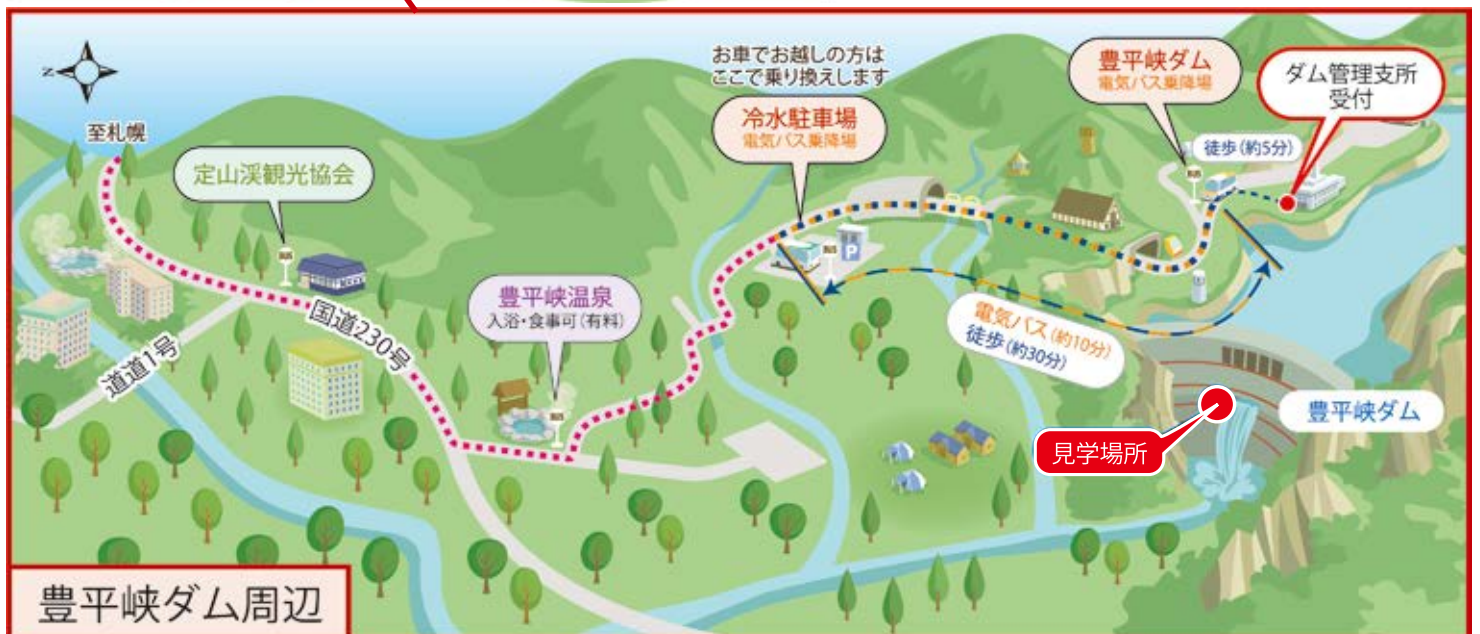 N
至札幌
定山渓観光協会
お車でお越しの方は
ここで乗り換えします
冷水駐車場
電気バス乗降場
豊平峡ダム
電気バス乗降場
ダム管理支所
受付
徒歩(約5分)
BUS
BUS
BUS
BUS
P
豊平峡温泉
入浴・食事可(有料)
国道230号
道道1号
電気バス(約10分)
徒歩(約30分)
見学場所
豊平峡ダム
豊平峡ダム周辺